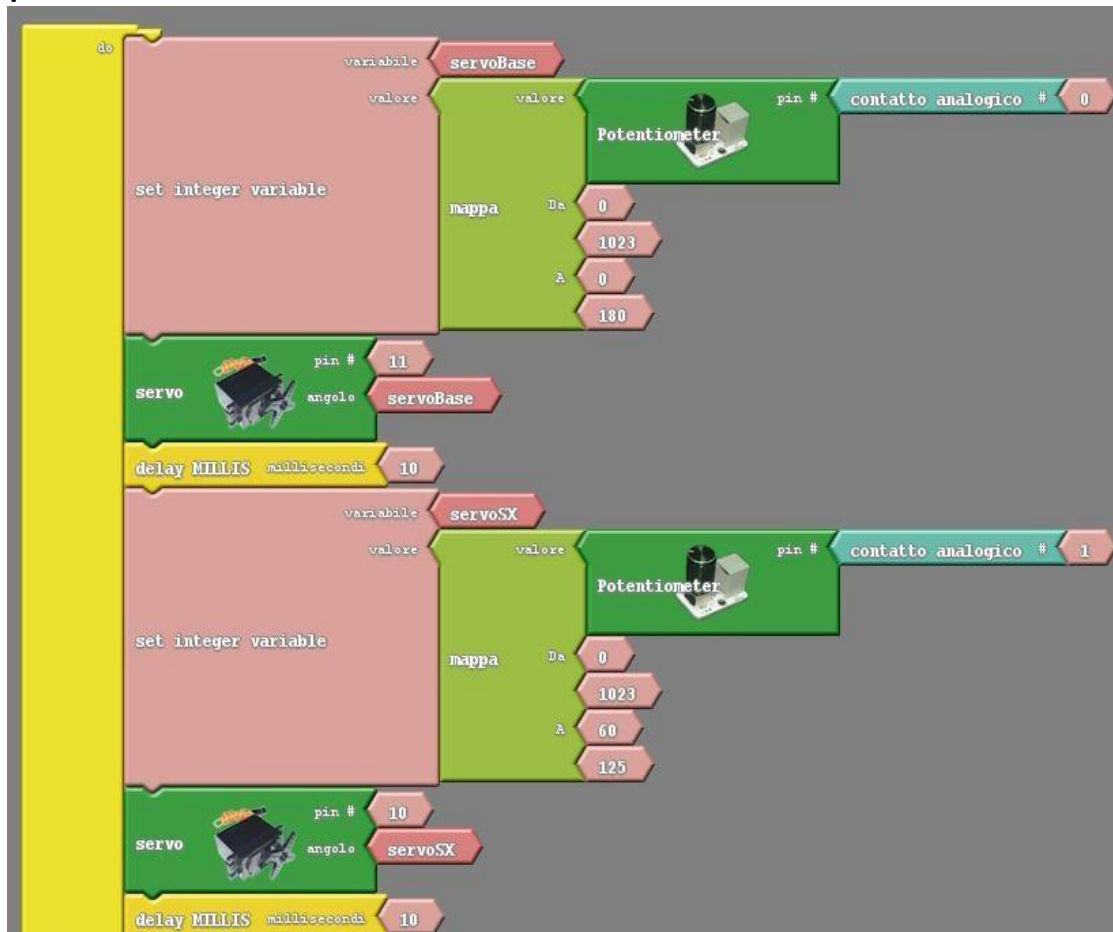 do
variabile servoBase
valore valore pin # contatto analogico # 0
Potentiometer
set integer variable
mappa Da 0
1023
A 0
180
pin # 11
servo angolo servoBase
delay MILLIS millisecondi 10
variabile servoSX
valore valore pin # contatto analogico # 1
Potentiometer
set integer variable
mappa Da 0
1023
A 60
125
pin # 10
servo angolo servoSX
delay MILLIS millisecondi 10